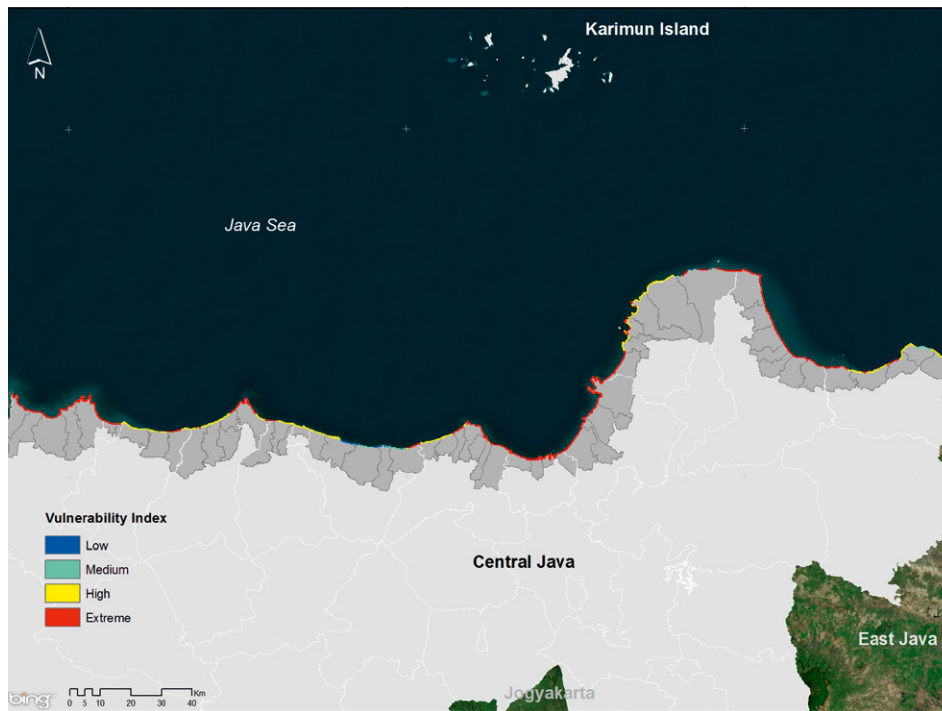 Karimun Island
N
Java Sea
Vulnerability Index
Low
Medium
High
Extreme
Central Java
East Java
Jogyakarta
bing
Km
0 5 10 20 30 40